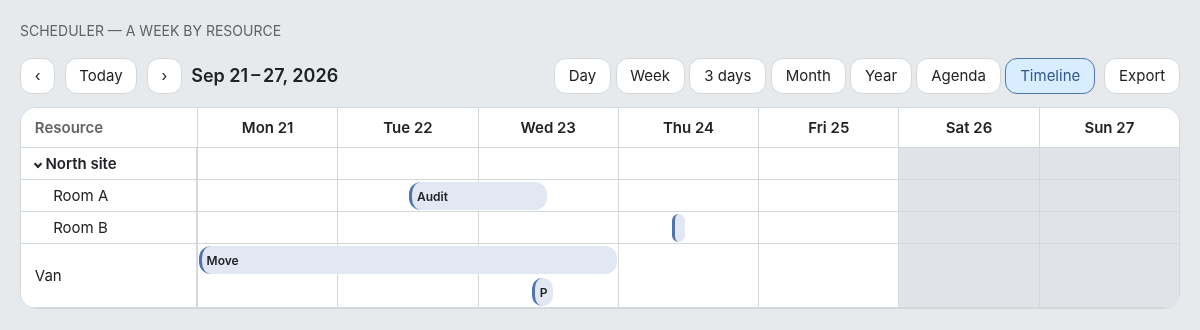 SCHEDULER — A WEEK BY RESOURCE
‹ Today › Sep 21–27, 2026 Day Week 3 days Month Year Agenda Timeline Export
Resource Mon 21 Tue 22 Wed 23 Thu 24 Fri 25 Sat 26 Sun 27
North site
Room A Audit
Room B
Move
Van
P